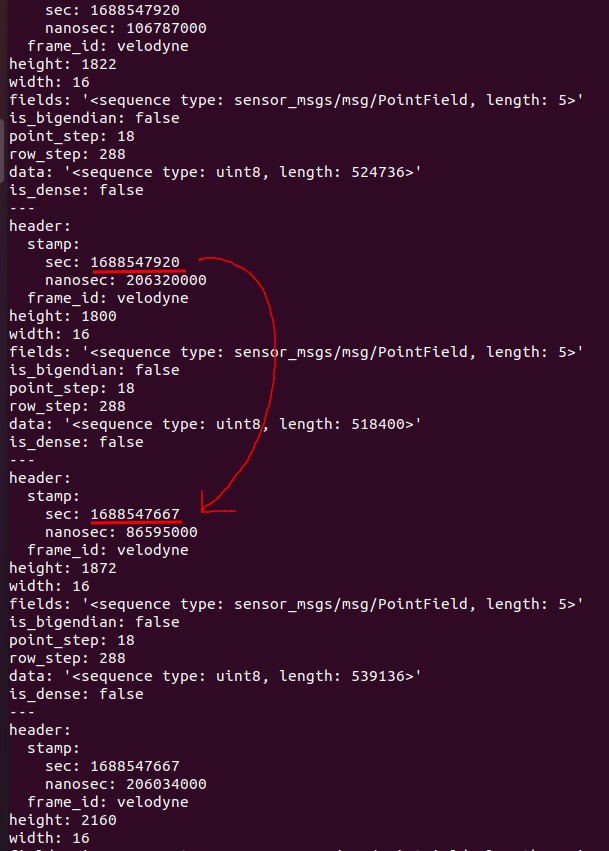 sec: 1688547920
nanosec: 106787000
frame_id: velodyne
height: 1822
width: 16
fields: '<sequence type: sensor_msgs/msg/PointField, length: 5>'
is_bigendian: false
point_step: 18
row_step: 288
data: '<sequence type: uint8, length: 524736>'
is_dense: false
---
header:
stamp:
sec: 1688547920
nanosec: 206320000
frame_id: velodyne
height: 1800
width: 16
fields: '<sequence type: sensor_msgs/msg/PointField, length: 5>'
is_bigendian: false
point_step: 18
row_step: 288
data: '<sequence type: uint8, length: 518400>'
is_dense: false
---
header:
stamp:
sec: 1688547667
nanosec: 86595000
frame_id: velodyne
height: 1872
width: 16
fields: '<sequence type: sensor_msgs/msg/PointField, length: 5>'
is_bigendian: false
point_step: 18
row_step: 288
data: '<sequence type: uint8, length: 539136>'
is_dense: false
---
header:
stamp:
sec: 1688547667
nanosec: 206034000
frame_id: velodyne
height: 2160
width: 16